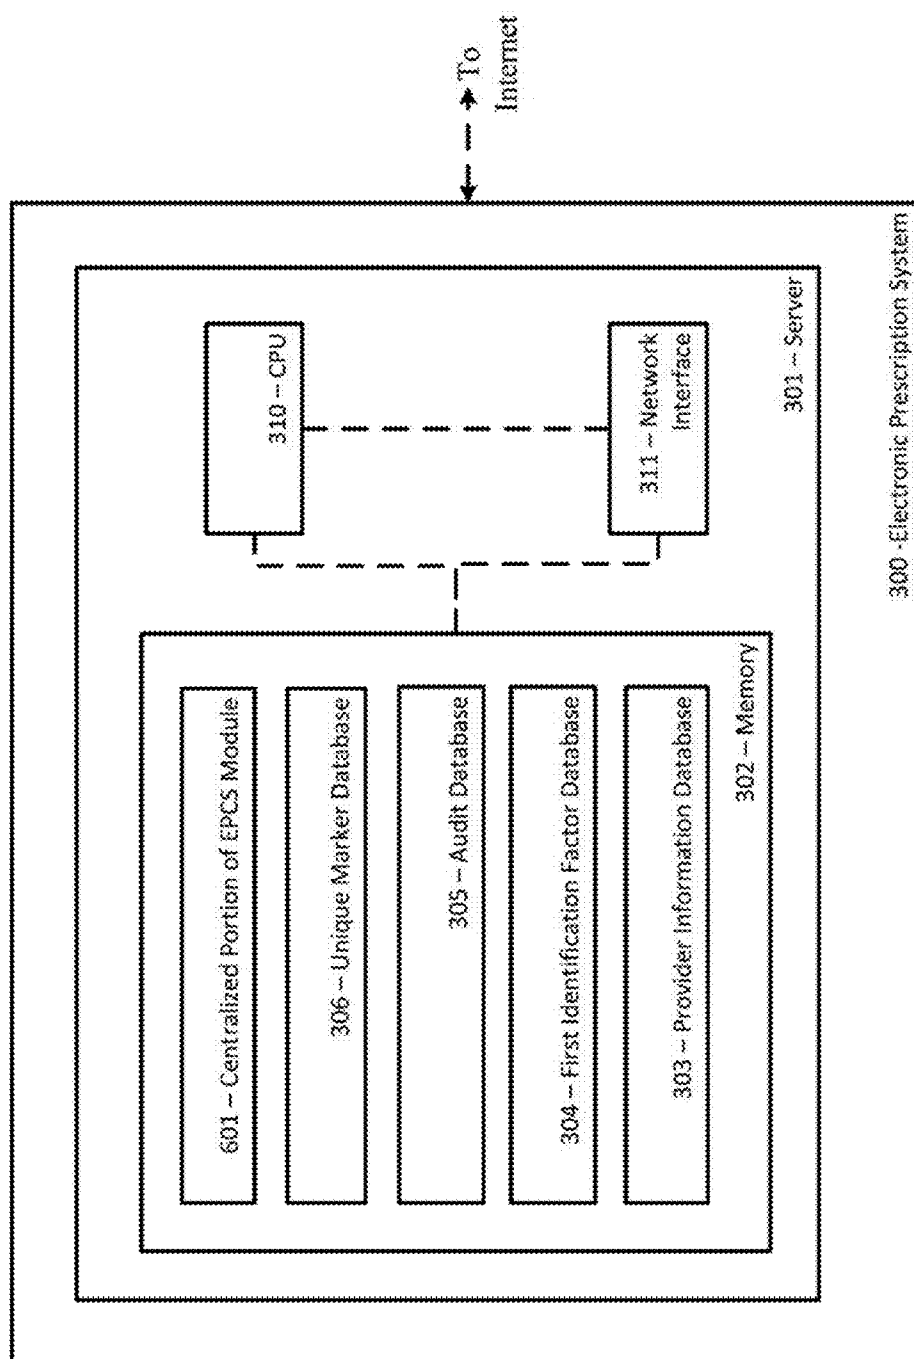 601 – Centralized Portion of EPCS Module
306 – Unique Marker Database
305 – Audit Database
304 – First Identification Factor Database
303 – Provider Information Database
302 – Memory
310 – CPU
311 – Network
Interface
301 – Server
300 -Electronic Prescription System
To
Internet